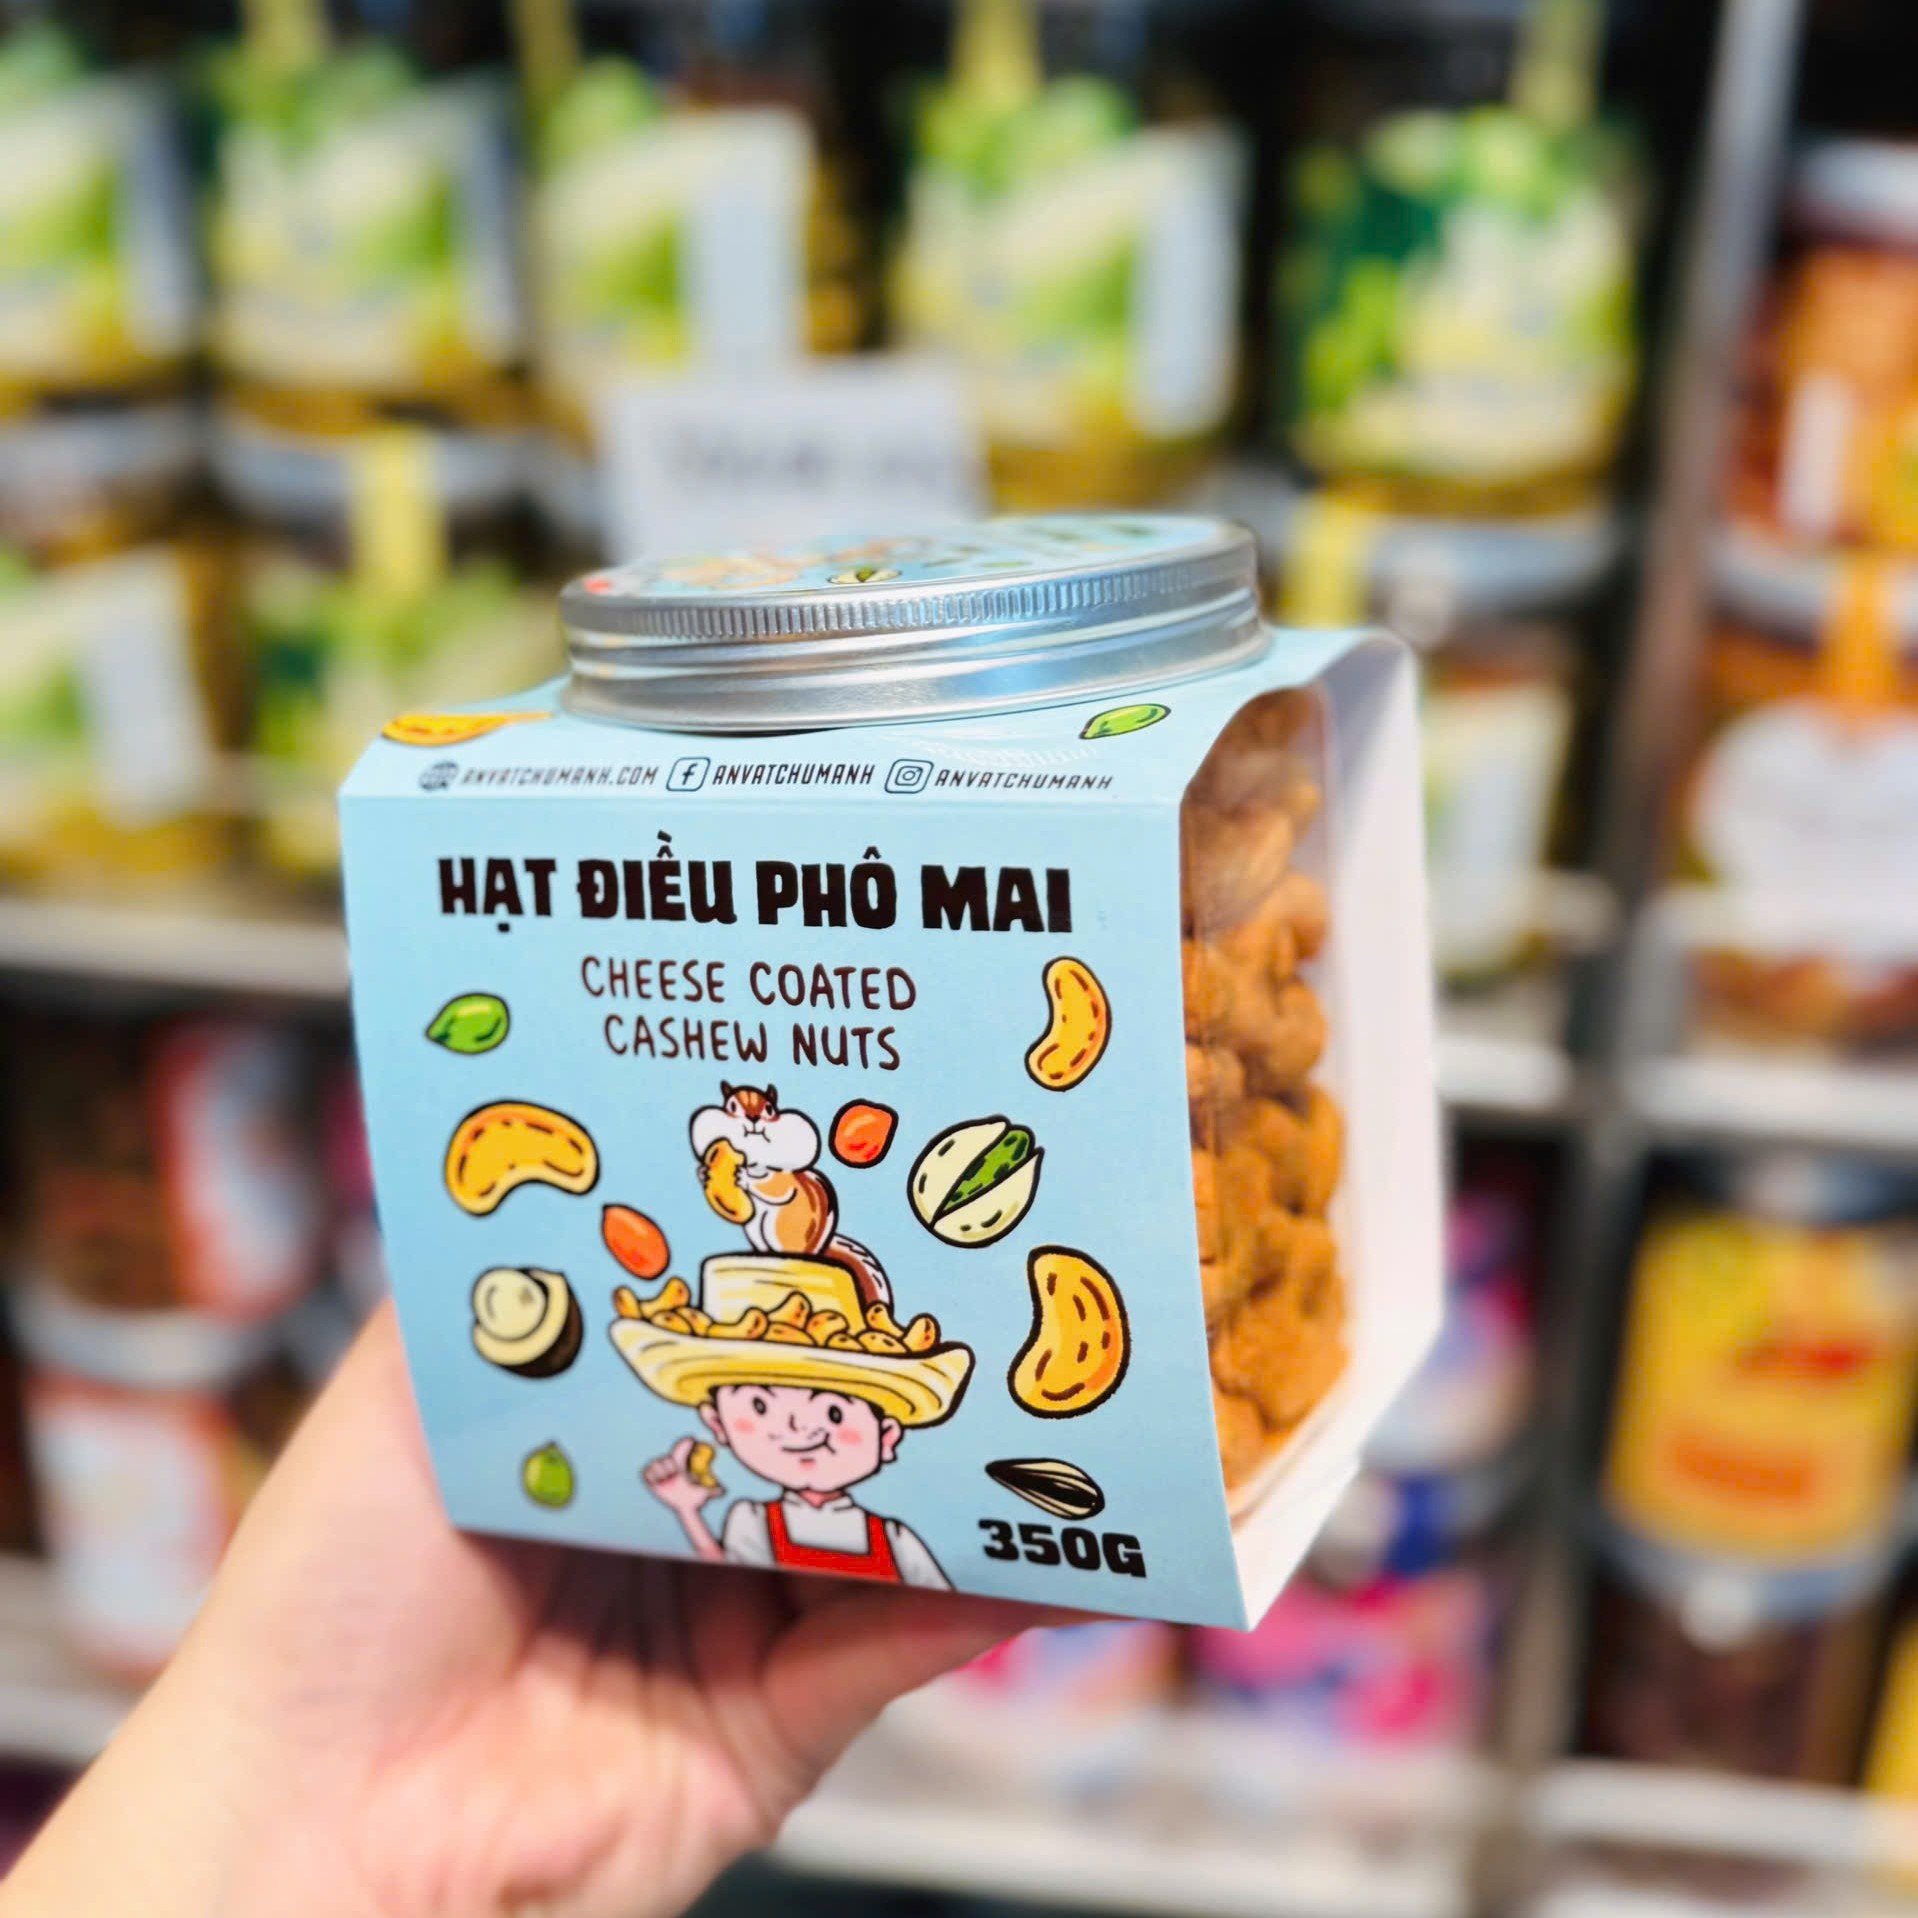 ANVATCHUMANH.COM ANVATCHUMANH ANVATCHUMANH
HẠT ĐIỀU PHÔ MAI
CHEESE COATED
CASHEW NUTS
350G